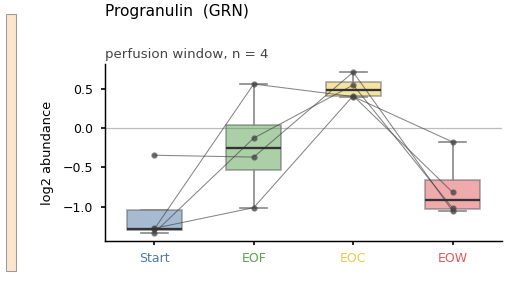 Progranulin (GRN)
perfusion window, n = 4
log2 abundance
0.5
0.0
−0.5
−1.0
Start EOF EOC EOW